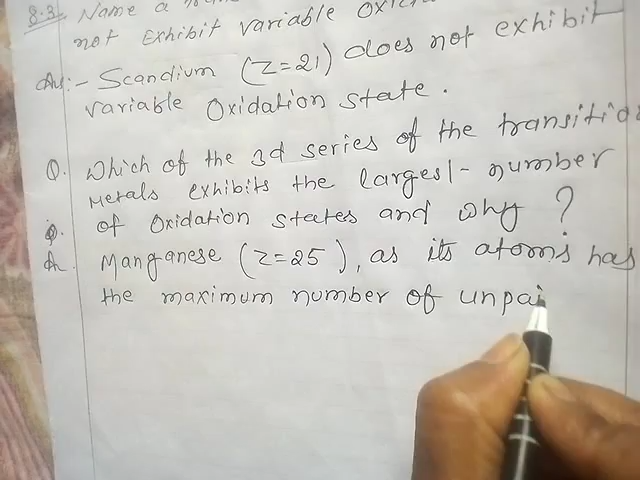 8.3. Name a
not exhibit variable
Ans:- Scandium (Z=21) does not exhibit
variable Oxidation state.
Q. Which of the 3d series of the transition
Metals exhibits the largest number
Q. of Oxidation states and why?
Manganese (Z=25), as its atoms has
the maximum number of unpai